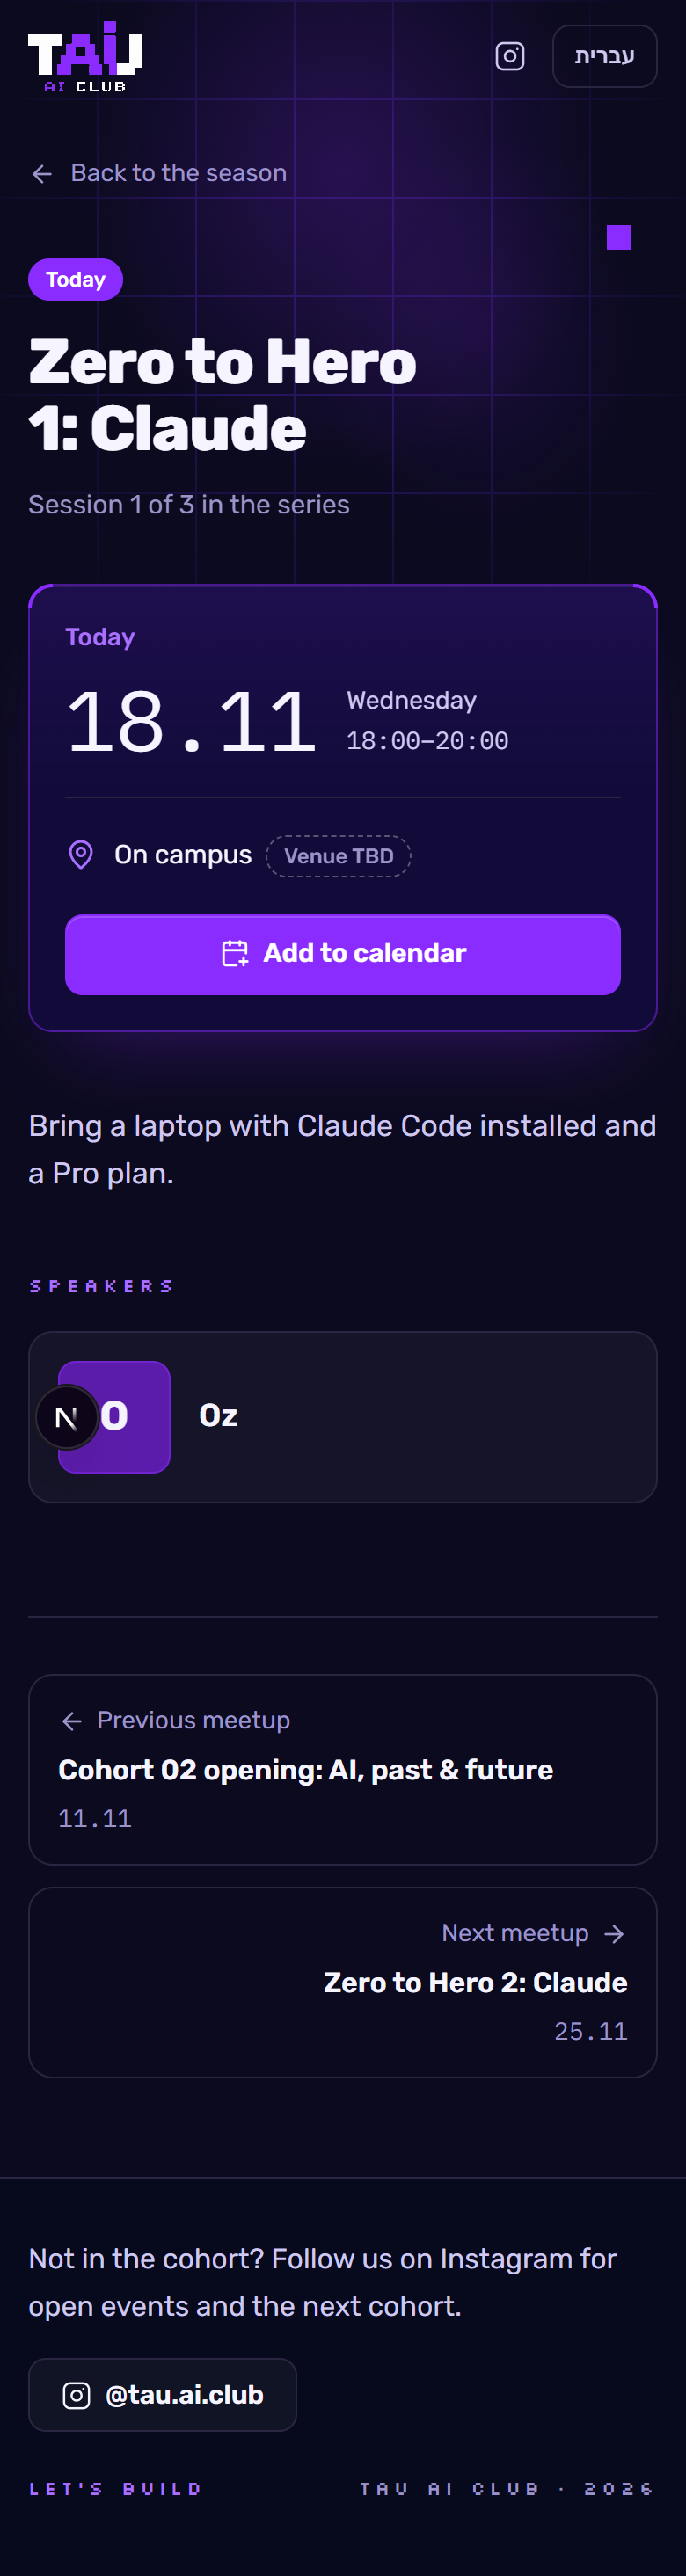 TAU
AI CLUB
עברית
Back to the season
Today
Zero to Hero
1: Claude
Session 1 of 3 in the series
Today
18.11
Wednesday
18:00–20:00
On campus
Venue TBD
Add to calendar
Bring a laptop with Claude Code installed and
a Pro plan.
SPEAKERS
N
O
Oz
Previous meetup
Cohort 02 opening: AI, past & future
11.11
Next meetup
Zero to Hero 2: Claude
25.11
Not in the cohort? Follow us on Instagram for
open events and the next cohort.
@tau.ai.club
LET'S BUILD
TAU AI CLUB · 2026